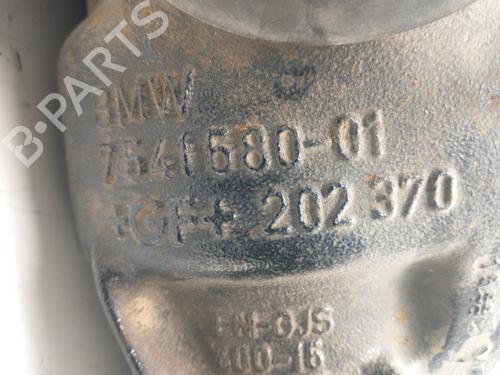 B-PARTS
BMW
7541580-01
+GF+ 202 370
EN-GJS
400-15